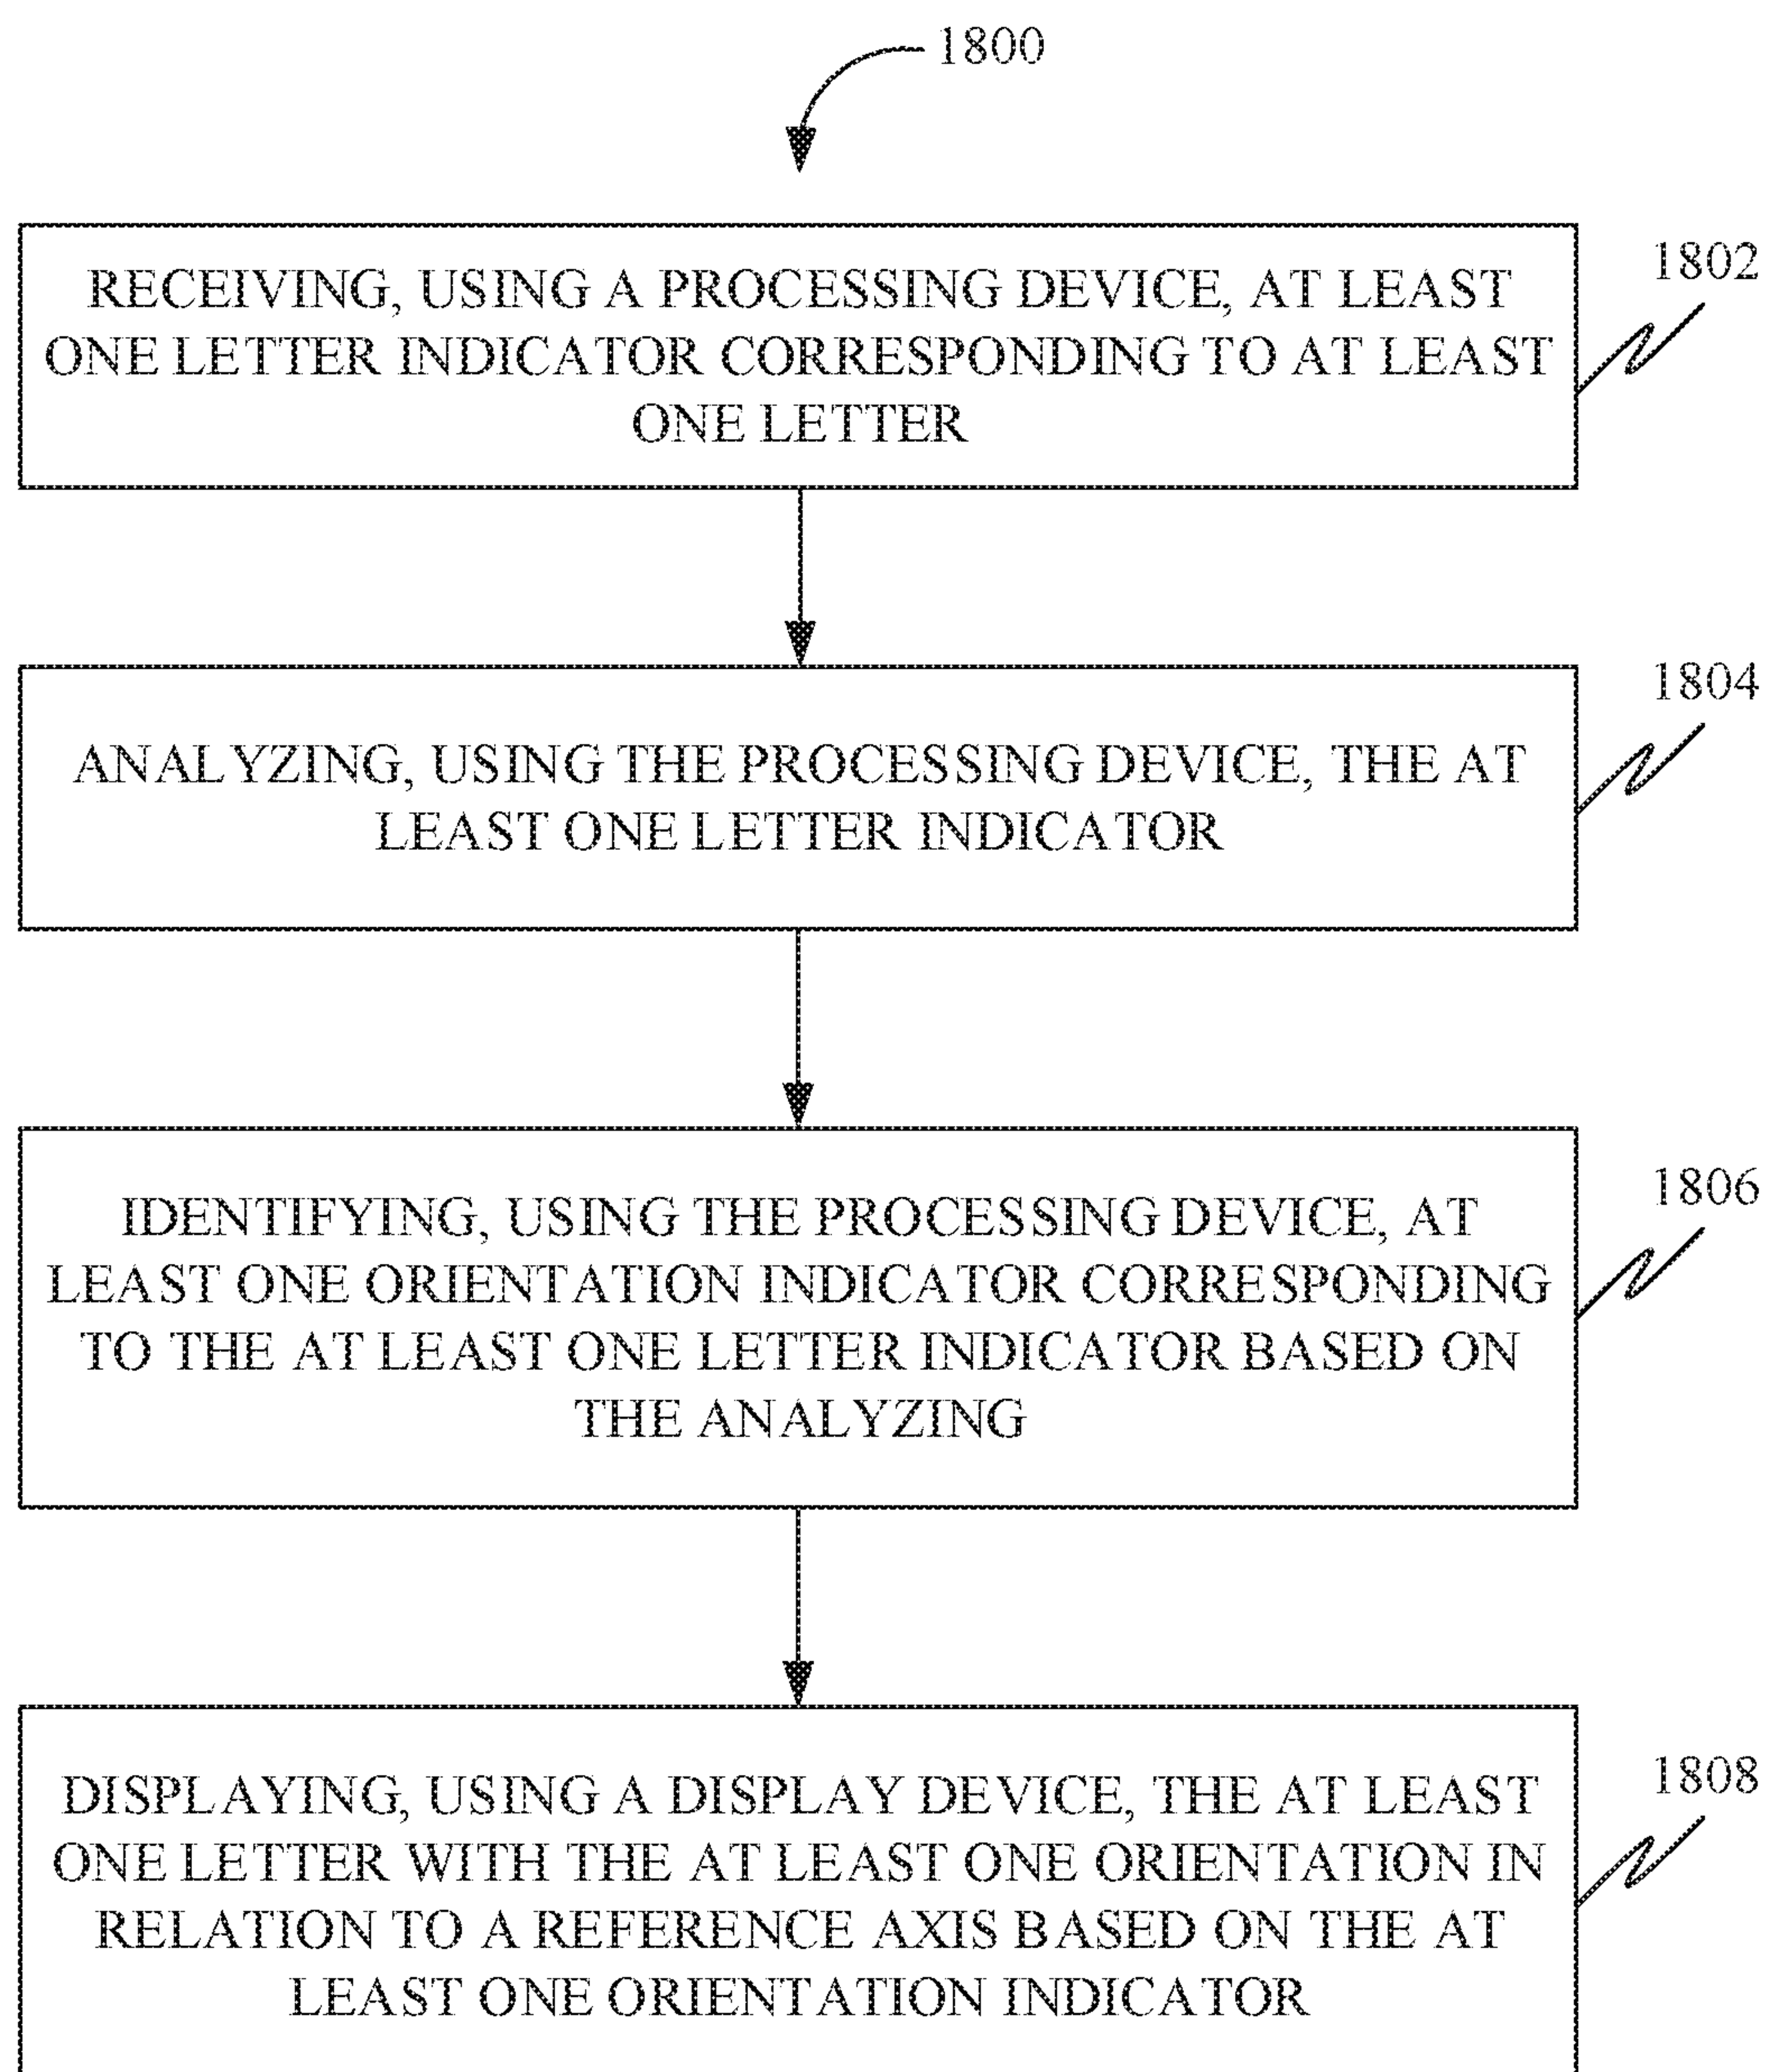 1800
RECEIVING, USING A PROCESSING DEVICE, AT LEAST
ONE LETTER INDICATOR CORRESPONDING TO AT LEAST
ONE LETTER
1802
ANALYZING, USING THE PROCESSING DEVICE, THE AT
LEAST ONE LETTER INDICATOR
1804
IDENTIFYING, USING THE PROCESSING DEVICE, AT
LEAST ONE ORIENTATION INDICATOR CORRESPONDING
TO THE AT LEAST ONE LETTER INDICATOR BASED ON
THE ANALYZING
1806
DISPLAYING, USING A DISPLAY DEVICE, THE AT LEAST
ONE LETTER WITH THE AT LEAST ONE ORIENTATION IN
RELATION TO A REFERENCE AXIS BASED ON THE AT
LEAST ONE ORIENTATION INDICATOR
1808